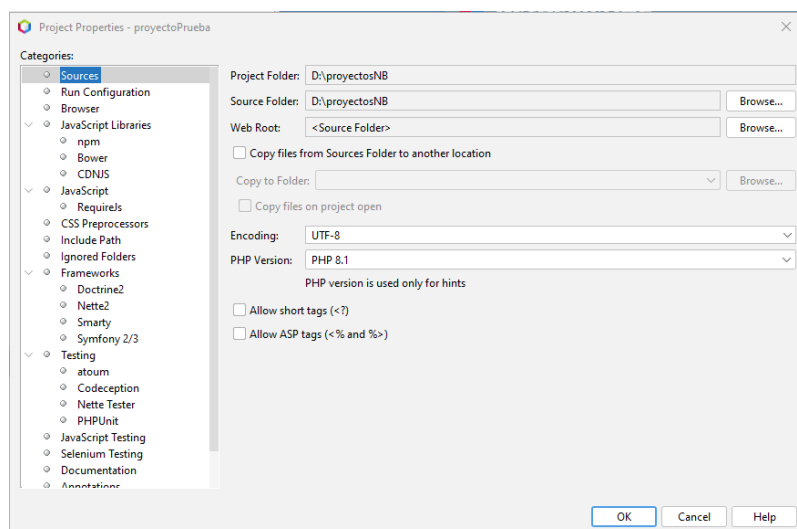 Project Properties - proyectoPrueba
Categories:
Sources
Run Configuration
Browser
JavaScript Libraries
npm
Bower
CDNJS
JavaScript
RequireJs
CSS Preprocessors
Include Path
Ignored Folders
Frameworks
Doctrine2
Nette2
Smarty
Symfony 2/3
Testing
atoum
Codeception
Nette Tester
PHPUnit
JavaScript Testing
Selenium Testing
Documentation
Annotations
Project Folder: D:\proyectosNB
Source Folder: D:\proyectosNB Browse...
Web Root: <Source Folder> Browse...
Copy files from Sources Folder to another location
Copy to Folder: Browse...
Copy files on project open
Encoding: UTF-8
PHP Version: PHP 8.1
PHP version is used only for hints
Allow short tags (<?)
Allow ASP tags (<% and %>)
OK Cancel Help